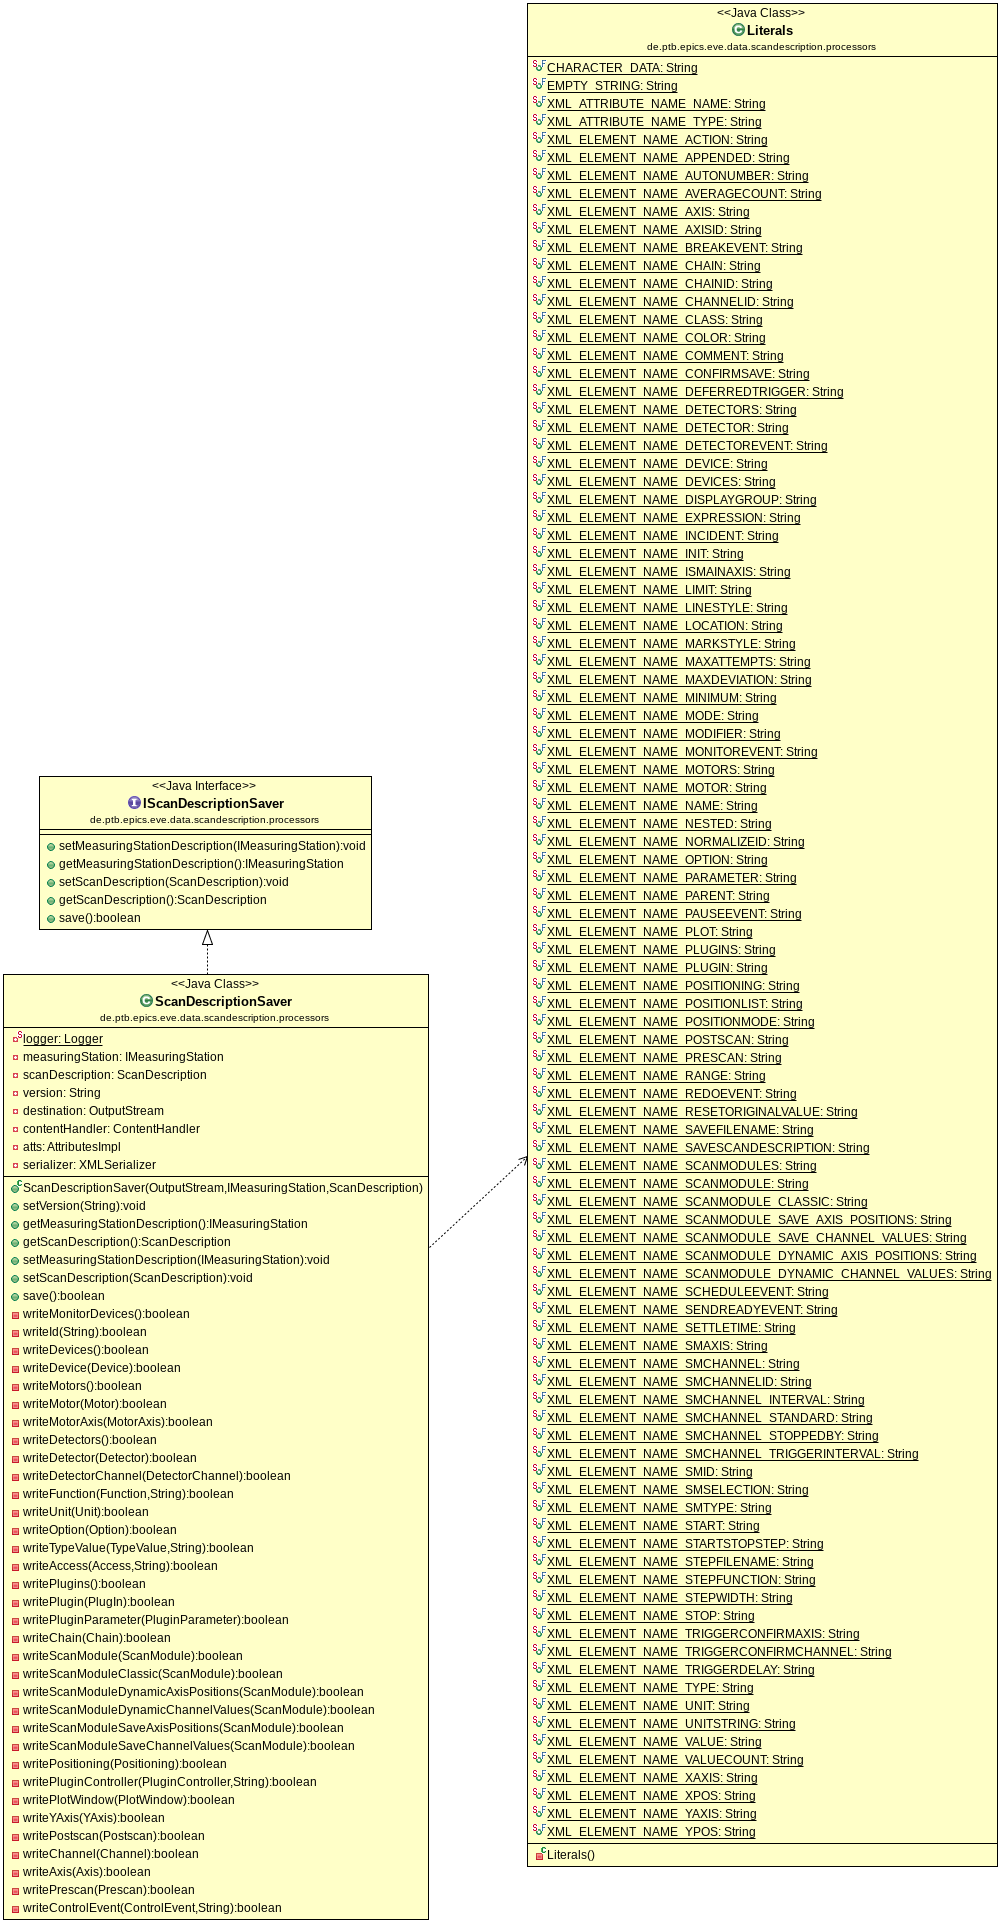 <<Java Class>>
Literals
de.ptb.epics.eve.data.scandescription.processors
CHARACTER_DATA: String
EMPTY_STRING: String
XML_ATTRIBUTE_NAME_NAME: String
XML_ATTRIBUTE_NAME_TYPE: String
XML_ELEMENT_NAME_ACTION: String
XML_ELEMENT_NAME_APPENDED: String
XML_ELEMENT_NAME_AUTONUMBER: String
XML_ELEMENT_NAME_AVERAGECOUNT: String
XML_ELEMENT_NAME_AXIS: String
XML_ELEMENT_NAME_AXISID: String
XML_ELEMENT_NAME_BREAKEVENT: String
XML_ELEMENT_NAME_CHAIN: String
XML_ELEMENT_NAME_CHAINID: String
XML_ELEMENT_NAME_CHANNELID: String
XML_ELEMENT_NAME_CLASS: String
XML_ELEMENT_NAME_COLOR: String
XML_ELEMENT_NAME_COMMENT: String
XML_ELEMENT_NAME_CONFIRMSAVE: String
XML_ELEMENT_NAME_DEFERREDTRIGGER: String
XML_ELEMENT_NAME_DETECTORS: String
XML_ELEMENT_NAME_DETECTOR: String
XML_ELEMENT_NAME_DETECTOREVENT: String
XML_ELEMENT_NAME_DEVICE: String
XML_ELEMENT_NAME_DEVICES: String
XML_ELEMENT_NAME_DISPLAYGROUP: String
XML_ELEMENT_NAME_EXPRESSION: String
XML_ELEMENT_NAME_INCIDENT: String
XML_ELEMENT_NAME_INIT: String
XML_ELEMENT_NAME_ISMAINAXIS: String
XML_ELEMENT_NAME_LIMIT: String
XML_ELEMENT_NAME_LINESTYLE: String
XML_ELEMENT_NAME_LOCATION: String
XML_ELEMENT_NAME_MARKSTYLE: String
XML_ELEMENT_NAME_MAXATTEMPTS: String
XML_ELEMENT_NAME_MAXDEVIATION: String
XML_ELEMENT_NAME_MINIMUM: String
XML_ELEMENT_NAME_MODE: String
XML_ELEMENT_NAME_MODIFIER: String
XML_ELEMENT_NAME_MONITOREVENT: String
XML_ELEMENT_NAME_MOTORS: String
XML_ELEMENT_NAME_MOTOR: String
XML_ELEMENT_NAME_NAME: String
XML_ELEMENT_NAME_NESTED: String
XML_ELEMENT_NAME_NORMALIZEID: String
XML_ELEMENT_NAME_OPTION: String
XML_ELEMENT_NAME_PARAMETER: String
XML_ELEMENT_NAME_PARENT: String
XML_ELEMENT_NAME_PAUSEEVENT: String
XML_ELEMENT_NAME_PLOT: String
XML_ELEMENT_NAME_PLUGINS: String
XML_ELEMENT_NAME_PLUGIN: String
XML_ELEMENT_NAME_POSITIONING: String
XML_ELEMENT_NAME_POSITIONLIST: String
XML_ELEMENT_NAME_POSITIONMODE: String
XML_ELEMENT_NAME_POSTSCAN: String
XML_ELEMENT_NAME_PRESCAN: String
XML_ELEMENT_NAME_RANGE: String
XML_ELEMENT_NAME_REDOEVENT: String
XML_ELEMENT_NAME_RESETORIGINALVALUE: String
XML_ELEMENT_NAME_SAVEFILENAME: String
XML_ELEMENT_NAME_SAVESCANDESCRIPTION: String
XML_ELEMENT_NAME_SCANMODULES: String
XML_ELEMENT_NAME_SCANMODULE: String
XML_ELEMENT_NAME_SCANMODULE_CLASSIC: String
XML_ELEMENT_NAME_SCANMODULE_SAVE_AXIS_POSITIONS: String
XML_ELEMENT_NAME_SCANMODULE_SAVE_CHANNEL_VALUES: String
XML_ELEMENT_NAME_SCANMODULE_DYNAMIC_AXIS_POSITIONS: String
XML_ELEMENT_NAME_SCANMODULE_DYNAMIC_CHANNEL_VALUES: String
XML_ELEMENT_NAME_SCHEDULEEVENT: String
XML_ELEMENT_NAME_SENDREADYEVENT: String
XML_ELEMENT_NAME_SETTLETIME: String
XML_ELEMENT_NAME_SMAXIS: String
XML_ELEMENT_NAME_SMCHANNEL: String
XML_ELEMENT_NAME_SMCHANNELID: String
XML_ELEMENT_NAME_SMCHANNEL_INTERVAL: String
XML_ELEMENT_NAME_SMCHANNEL_STANDARD: String
XML_ELEMENT_NAME_SMCHANNEL_STOPPEDBY: String
XML_ELEMENT_NAME_SMCHANNEL_TRIGGERINTERVAL: String
XML_ELEMENT_NAME_SMID: String
XML_ELEMENT_NAME_SMSELECTION: String
XML_ELEMENT_NAME_SMTYPE: String
XML_ELEMENT_NAME_START: String
XML_ELEMENT_NAME_STARTSTOPSTEP: String
XML_ELEMENT_NAME_STEPFILENAME: String
XML_ELEMENT_NAME_STEPFUNCTION: String
XML_ELEMENT_NAME_STEPWIDTH: String
XML_ELEMENT_NAME_STOP: String
XML_ELEMENT_NAME_TRIGGERCONFIRMAXIS: String
XML_ELEMENT_NAME_TRIGGERCONFIRMCHANNEL: String
XML_ELEMENT_NAME_TRIGGERDELAY: String
XML_ELEMENT_NAME_TYPE: String
XML_ELEMENT_NAME_UNIT: String
XML_ELEMENT_NAME_UNITSTRING: String
XML_ELEMENT_NAME_VALUE: String
XML_ELEMENT_NAME_VALUECOUNT: String
XML_ELEMENT_NAME_XAXIS: String
XML_ELEMENT_NAME_XPOS: String
XML_ELEMENT_NAME_YAXIS: String
XML_ELEMENT_NAME_YPOS: String
Literals()
<<Java Interface>>
IScanDescriptionSaver
de.ptb.epics.eve.data.scandescription.processors
setMeasuringStationDescription(IMeasuringStation):void
getMeasuringStationDescription():IMeasuringStation
setScanDescription(ScanDescription):void
getScanDescription():ScanDescription
save():boolean
<<Java Class>>
ScanDescriptionSaver
de.ptb.epics.eve.data.scandescription.processors
logger: Logger
measuringStation: IMeasuringStation
scanDescription: ScanDescription
version: String
destination: OutputStream
contentHandler: ContentHandler
atts: AttributesImpl
serializer: XMLSerializer
ScanDescriptionSaver(OutputStream,IMeasuringStation,ScanDescription)
setVersion(String):void
getMeasuringStationDescription():IMeasuringStation
getScanDescription():ScanDescription
setMeasuringStationDescription(IMeasuringStation):void
setScanDescription(ScanDescription):void
save():boolean
writeMonitorDevices():boolean
writeId(String):boolean
writeDevices():boolean
writeDevice(Device):boolean
writeMotors():boolean
writeMotor(Motor):boolean
writeMotorAxis(MotorAxis):boolean
writeDetectors():boolean
writeDetector(Detector):boolean
writeDetectorChannel(DetectorChannel):boolean
writeFunction(Function,String):boolean
writeUnit(Unit):boolean
writeOption(Option):boolean
writeTypeValue(TypeValue,String):boolean
writeAccess(Access,String):boolean
writePlugins():boolean
writePlugin(PlugIn):boolean
writePluginParameter(PluginParameter):boolean
writeChain(Chain):boolean
writeScanModule(ScanModule):boolean
writeScanModuleClassic(ScanModule):boolean
writeScanModuleDynamicAxisPositions(ScanModule):boolean
writeScanModuleDynamicChannelValues(ScanModule):boolean
writeScanModuleSaveAxisPositions(ScanModule):boolean
writeScanModuleSaveChannelValues(ScanModule):boolean
writePositioning(Positioning):boolean
writePluginController(PluginController,String):boolean
writePlotWindow(PlotWindow):boolean
writeYAxis(YAxis):boolean
writePostscan(Postscan):boolean
writeChannel(Channel):boolean
writeAxis(Axis):boolean
writePrescan(Prescan):boolean
writeControlEvent(ControlEvent,String):boolean